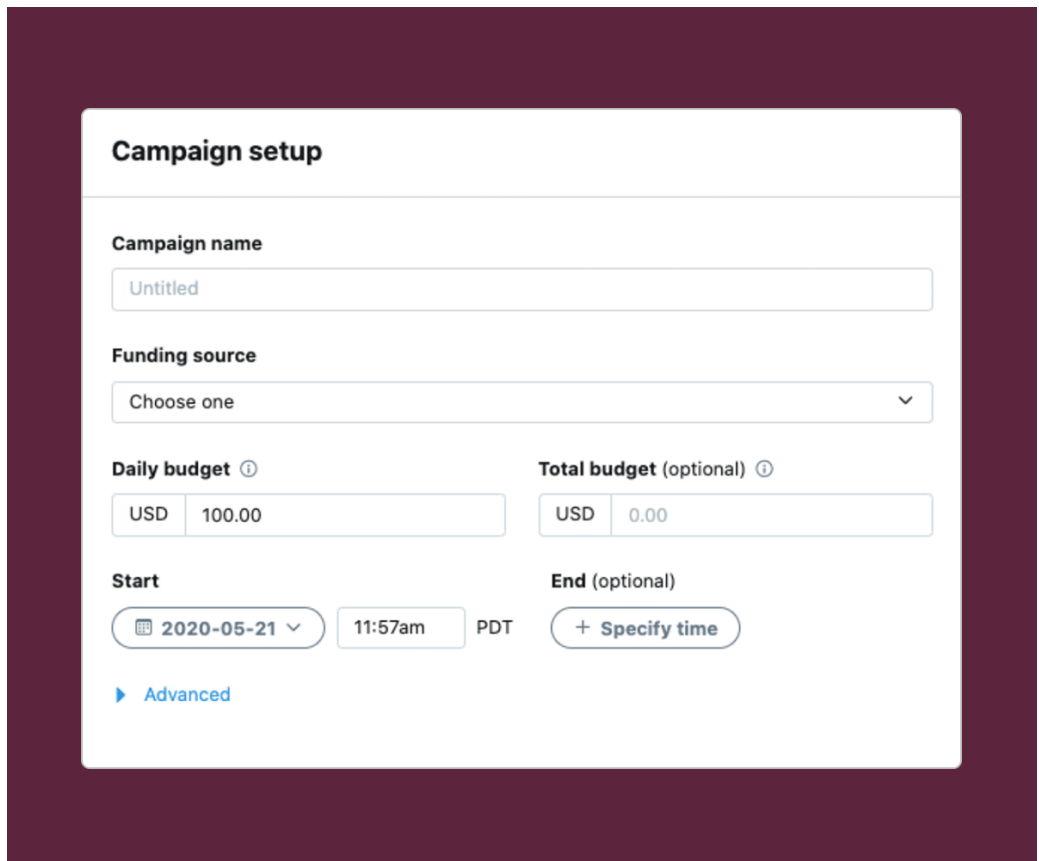 Campaign setup
Campaign name
Untitled
Funding source
Choose one
Daily budget
Total budget (optional)
USD 100.00
USD 0.00
Start
End (optional)
2020-05-21 11:57am PDT
+ Specify time
Advanced